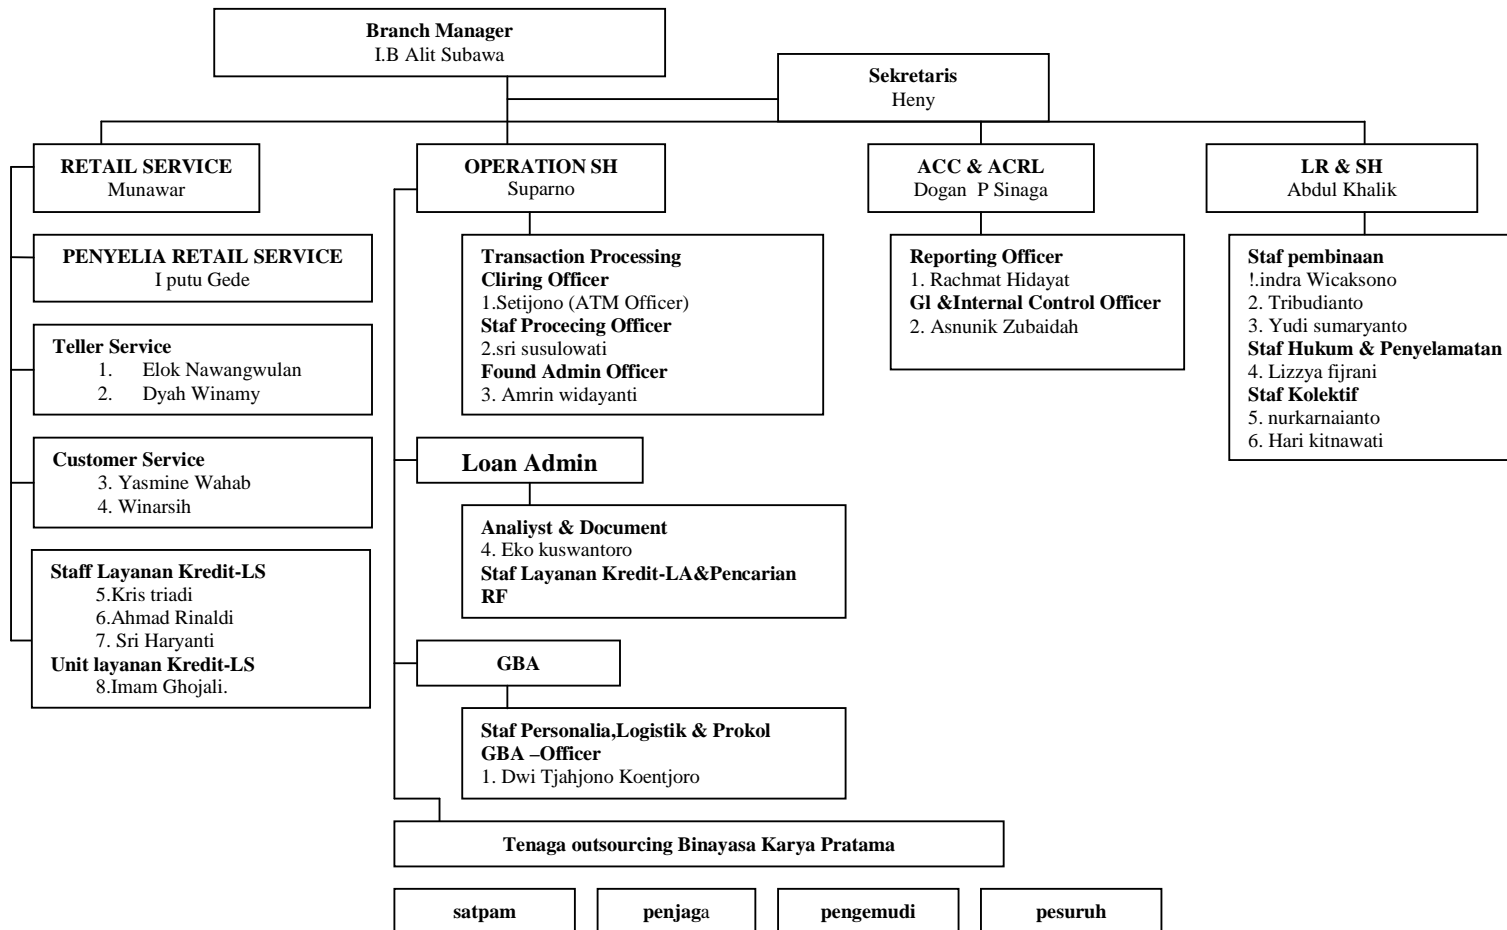 Branch Manager
I.B Alit Subawa
Sekretaris
Heny
RETAIL SERVICE
Munawar
OPERATION SH
Suparno
ACC & ACRL
Dogan P Sinaga
LR & SH
Abdul Khalik
PENYELIA RETAIL SERVICE
I putu Gede
Teller Service
1. Elok Nawangwulan
2. Dyah Winamy
Customer Service
3. Yasmine Wahab
4. Winarsih
Staff Layanan Kredit-LS
5.Kris triadi
6.Ahmad Rinaldi
7. Sri Haryanti
Unit layanan Kredit-LS
8.Imam Ghojali.
Transaction Processing
Cliring Officer
1.Setijono (ATM Officer)
Staf Procecing Officer
2.sri susulowati
Found Admin Officer
3. Amrin widayanti
Loan Admin
Analiyst & Document
4. Eko kuswantoro
Staf Layanan Kredit-LA&Pencarian
RF
GBA
Staf Personalia,Logistik & Prokol
GBA –Officer
1. Dwi Tjahjono Koentjoro
Reporting Officer
1. Rachmat Hidayat
Gl &Internal Control Officer
2. Asnunik Zubaidah
Staf pembinaan
!.indra Wicaksono
2. Tribudianto
3. Yudi sumaryanto
Staf Hukum & Penyelamatan
4. Lizzya fijrani
Staf Kolektif
5. nurkarnaianto
6. Hari kitnawati
Tenaga outsourcing Binayasa Karya Pratama
satpam
penjaga
pengemudi
pesuruh